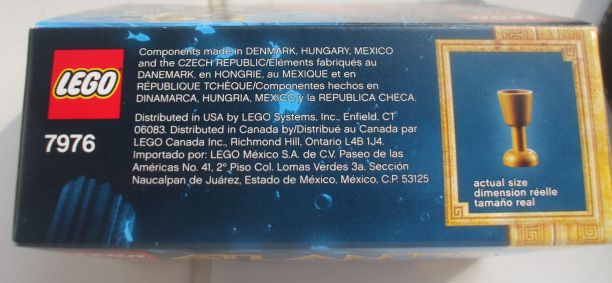 LEGO
7976
Components made in DENMARK, HUNGARY, MEXICO
and the CZECH REPUBLIC/Éléments fabriqués au
DANEMARK, en HONGRIE, au MEXIQUE et en
RÉPUBLIQUE TCHÈQUE/Componentes hechos en
DINAMARCA, HUNGRIA, MEXICO y la REPUBLICA CHECA.
Distributed in USA by LEGO Systems, Inc., Enfield, CT
06083. Distributed in Canada by/Distribué au Canada par
LEGO Canada Inc., Richmond Hill, Ontario L4B 1J4.
Importado por: LEGO México S.A. de C.V. Paseo de las
Américas No. 41, 2° Piso Col. Lomas Verdes 3a. Sección
Naucalpan de Juárez, Estado de México, México, C.P. 53125
actual size
dimension réelle
tamaño real